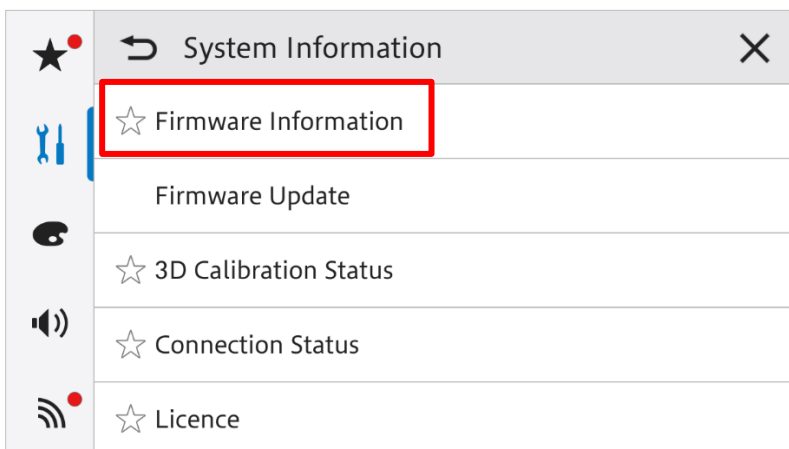 System Information
Firmware Information
Firmware Update
3D Calibration Status
Connection Status
Licence